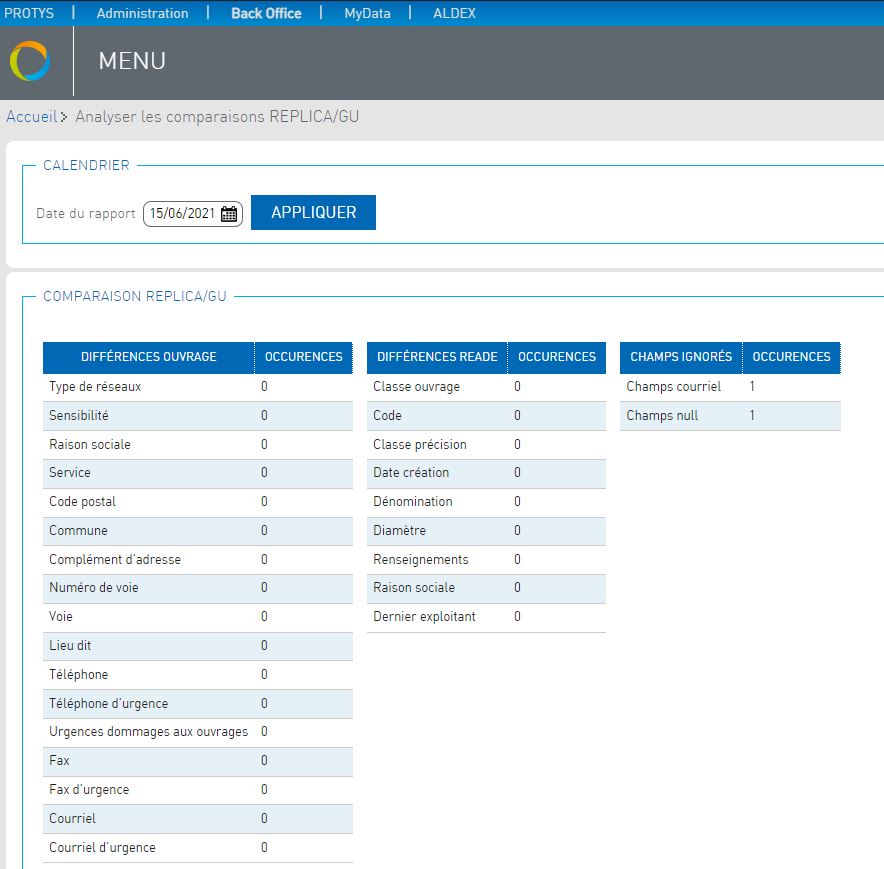 PROTYS | Administration | Back Office | MyData | ALDEX
MENU
Accueil > Analyser les comparaisons REPLICA/GU
CALENDRIER
Date du rapport 15/06/2021 APPLIQUER
COMPARAISON REPLICA/GU
DIFFÉRENCES OUVRAGE OCCURENCES
Type de réseaux 0
Sensibilité 0
Raison sociale 0
Service 0
Code postal 0
Commune 0
Complément d'adresse 0
Numéro de voie 0
Voie 0
Lieu dit 0
Téléphone 0
Téléphone d'urgence 0
Urgences dommages aux ouvrages 0
Fax 0
Fax d'urgence 0
Courriel 0
Courriel d'urgence 0
DIFFÉRENCES READE OCCURENCES
Classe ouvrage 0
Code 0
Classe précision 0
Date création 0
Dénomination 0
Diamètre 0
Renseignements 0
Raison sociale 0
Dernier exploitant 0
CHAMPS IGNORÉS OCCURENCES
Champs courriel 1
Champs null 1